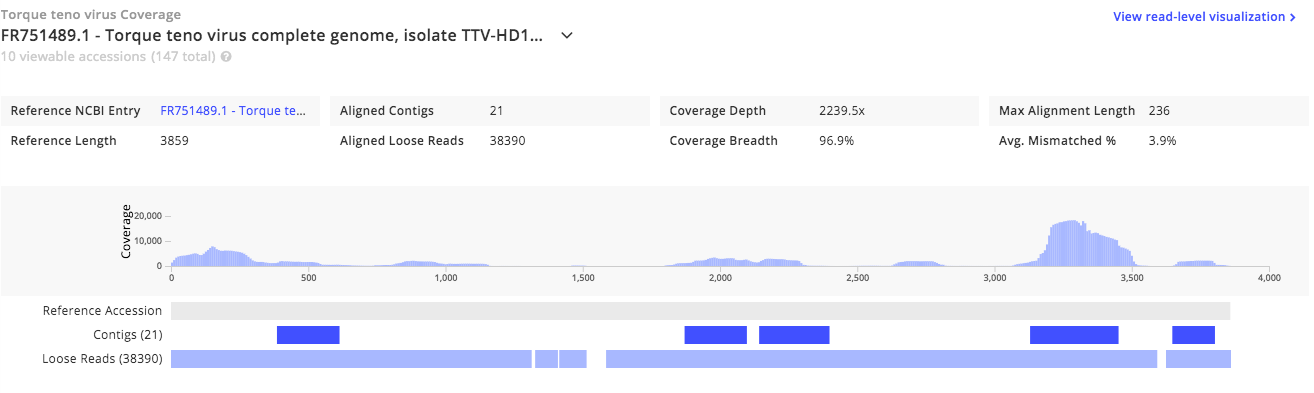 Torque teno virus Coverage
View read-level visualization
FR751489.1 - Torque teno virus complete genome, isolate TTV-HD1...
10 viewable accessions (147 total) ?
Reference NCBI Entry FR751489.1 - Torque te... Aligned Contigs 21 Coverage Depth 2239.5x Max Alignment Length 236
Reference Length 3859 Aligned Loose Reads 38390 Coverage Breadth 96.9% Avg. Mismatched % 3.9%
Coverage
20,000
10,000
0
0 500 1,000 1,500 2,000 2,500 3,000 3,500 4,000
Reference Accession
Contigs (21)
Loose Reads (38390)